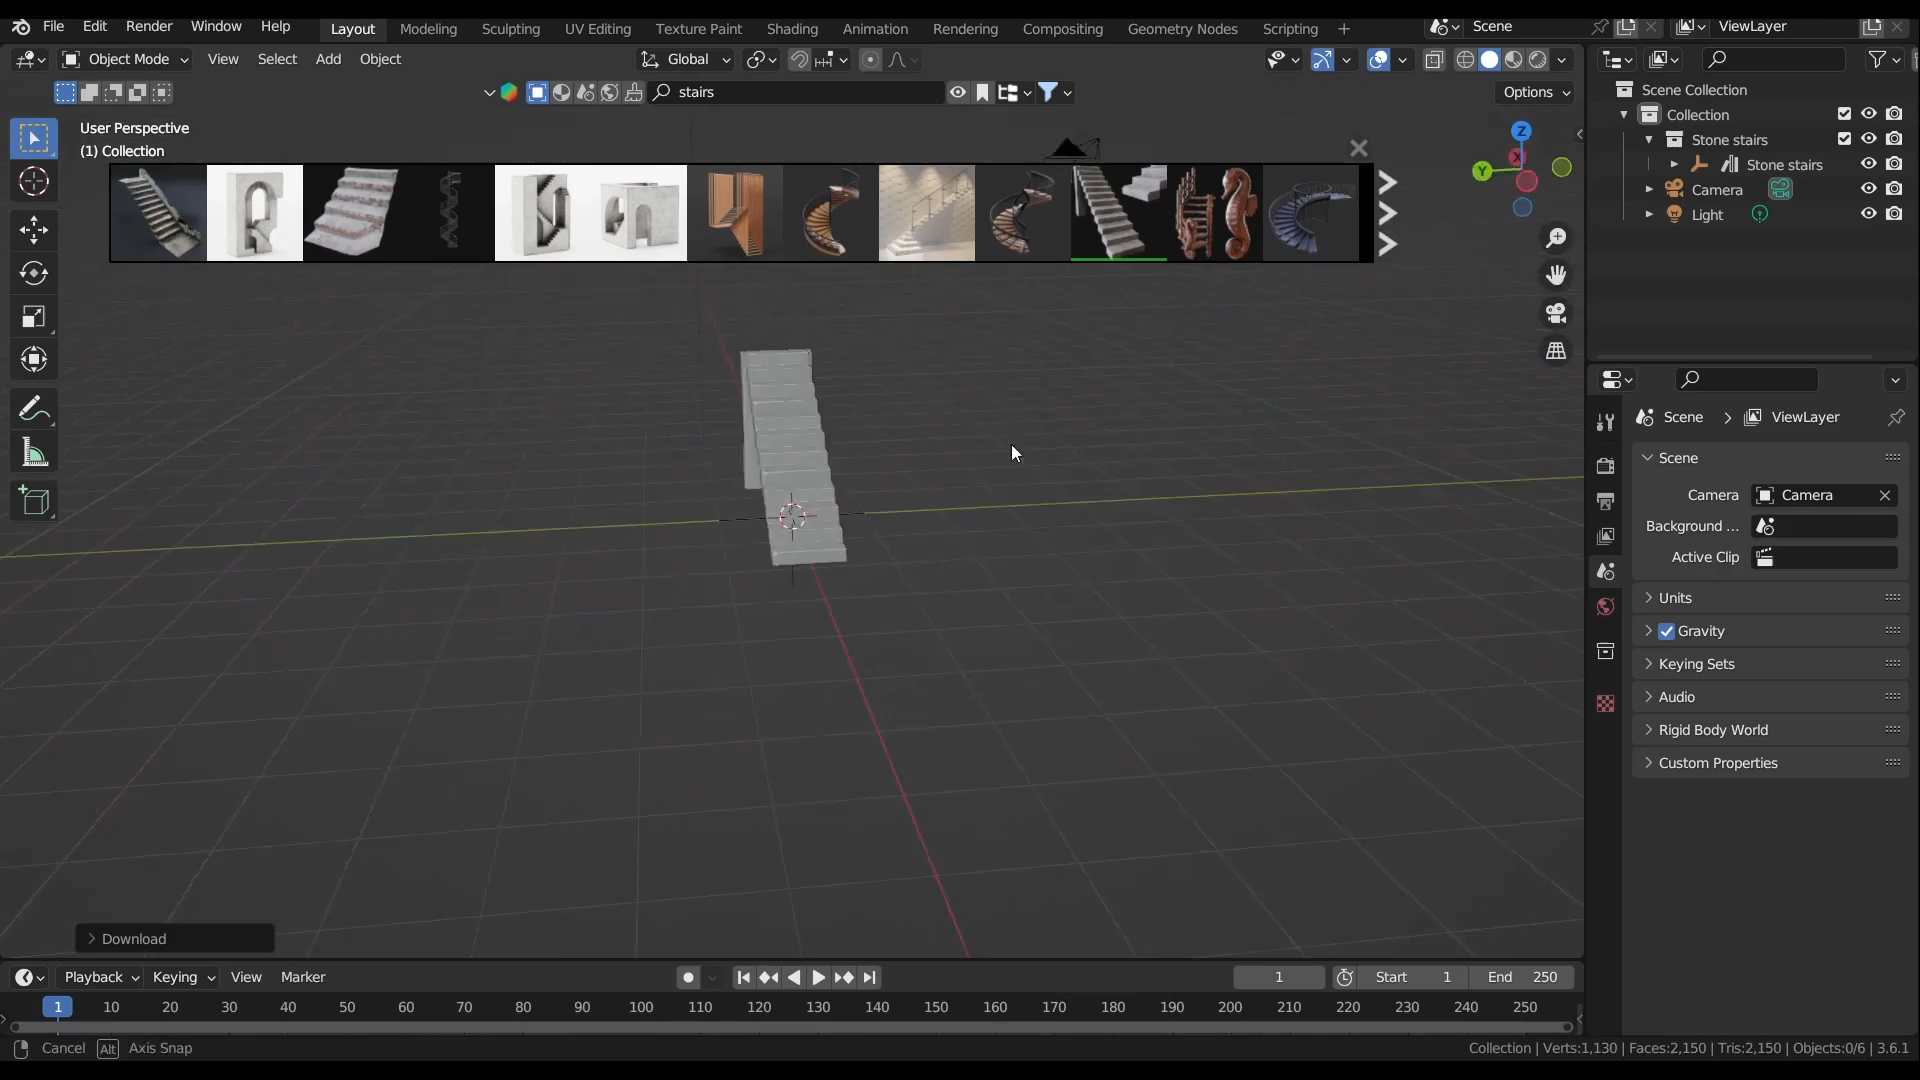 File Edit Render Window Help Layout Modeling Sculpting UV Editing Texture Paint Shading Animation Rendering Compositing Geometry Nodes Scripting + Scene ViewLayer
Object Mode View Select Add Object Global
stairs Options
User Perspective
(1) Collection
Z
X
Y
Scene Collection
Collection
Stone stairs
Stone stairs
Camera
Light
Scene > ViewLayer
Scene
Camera Camera
Background ...
Active Clip
Units
Gravity
Keying Sets
Audio
Rigid Body World
Custom Properties
Download
Playback Keying View Marker 1 Start 1 End 250
1 10 20 30 40 50 60 70 80 90 100 110 120 130 140 150 160 170 180 190 200 210 220 230 240 250
Cancel Alt Axis Snap Collection | Verts:1,130 | Faces:2,150 | Tris:2,150 | Objects:0/6 | 3.6.1